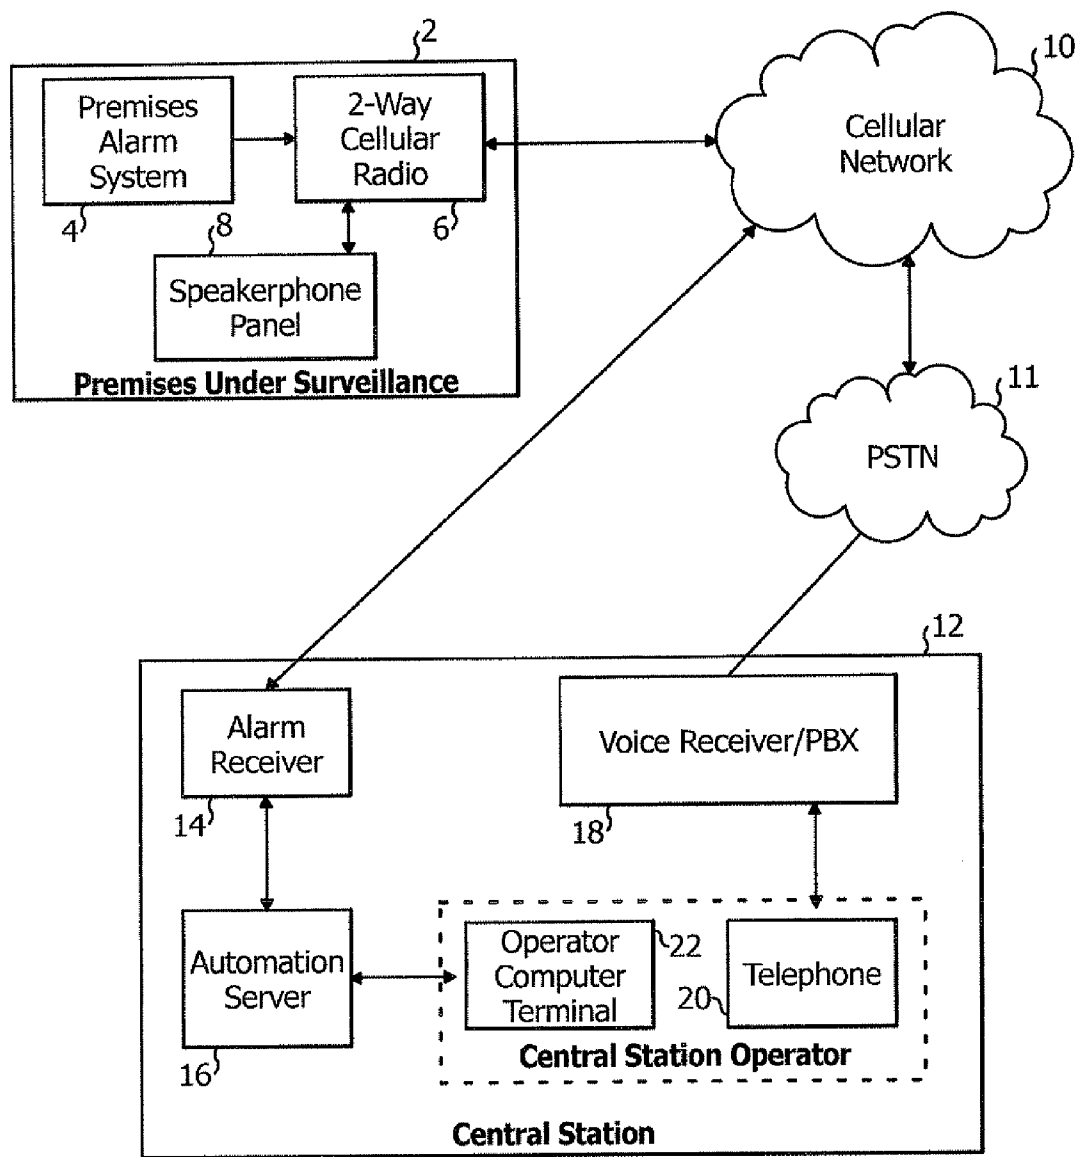 2
10
Premises
Alarm
System
2-Way
Cellular
Radio
Cellular
Network
4
8
6
Speakerphone
Panel
Premises Under Surveillance
11
PSTN
12
Alarm
Receiver
Voice Receiver/PBX
14
18
Automation
Server
Operator
Computer
Terminal
22
Telephone
20
16
Central Station Operator
Central Station